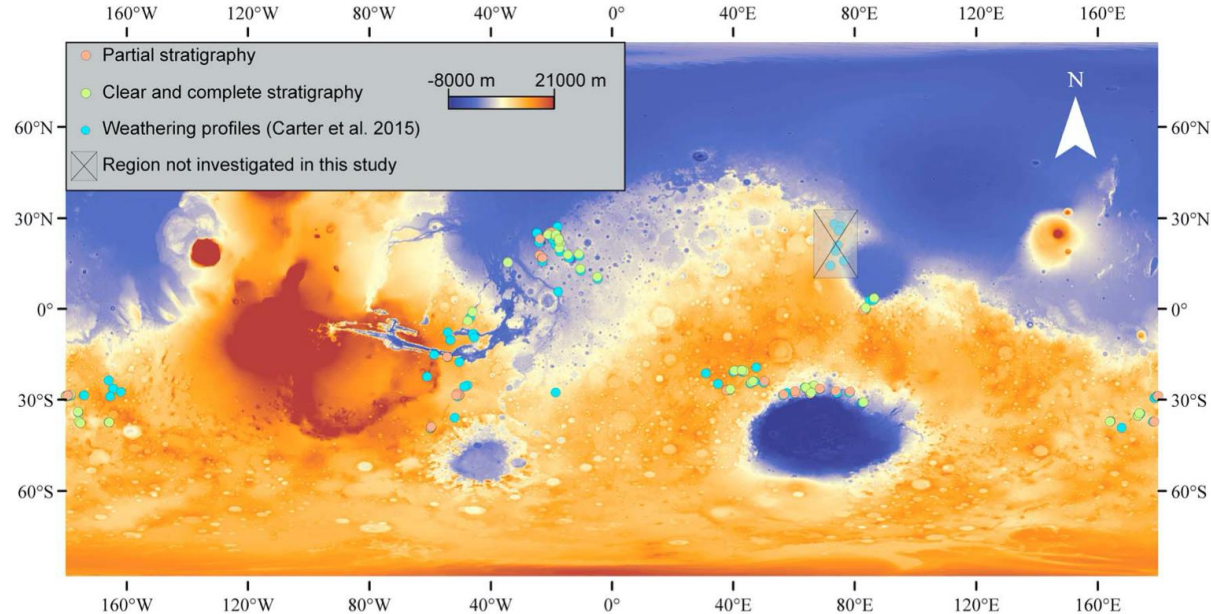 160°W 120°W 80°W 40°W 0° 40°E 80°E 120°E 160°E
Partial stratigraphy
-8000 m 21000 m
Clear and complete stratigraphy
Weathering profiles (Carter et al. 2015)
Region not investigated in this study
N
60°N 60°N
30°N 30°N
0° 0°
30°S 30°S
60°S 60°S
160°W 120°W 80°W 40°W 0° 40°E 80°E 120°E 160°E